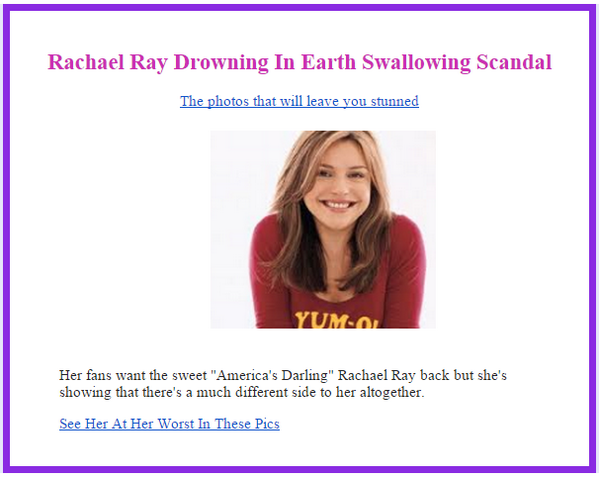 Rachael Ray Drowning In Earth Swallowing Scandal
The photos that will leave you stunned
YUM-O!
Her fans want the sweet "America's Darling" Rachael Ray back but she's
showing that there's a much different side to her altogether.
See Her At Her Worst In These Pics